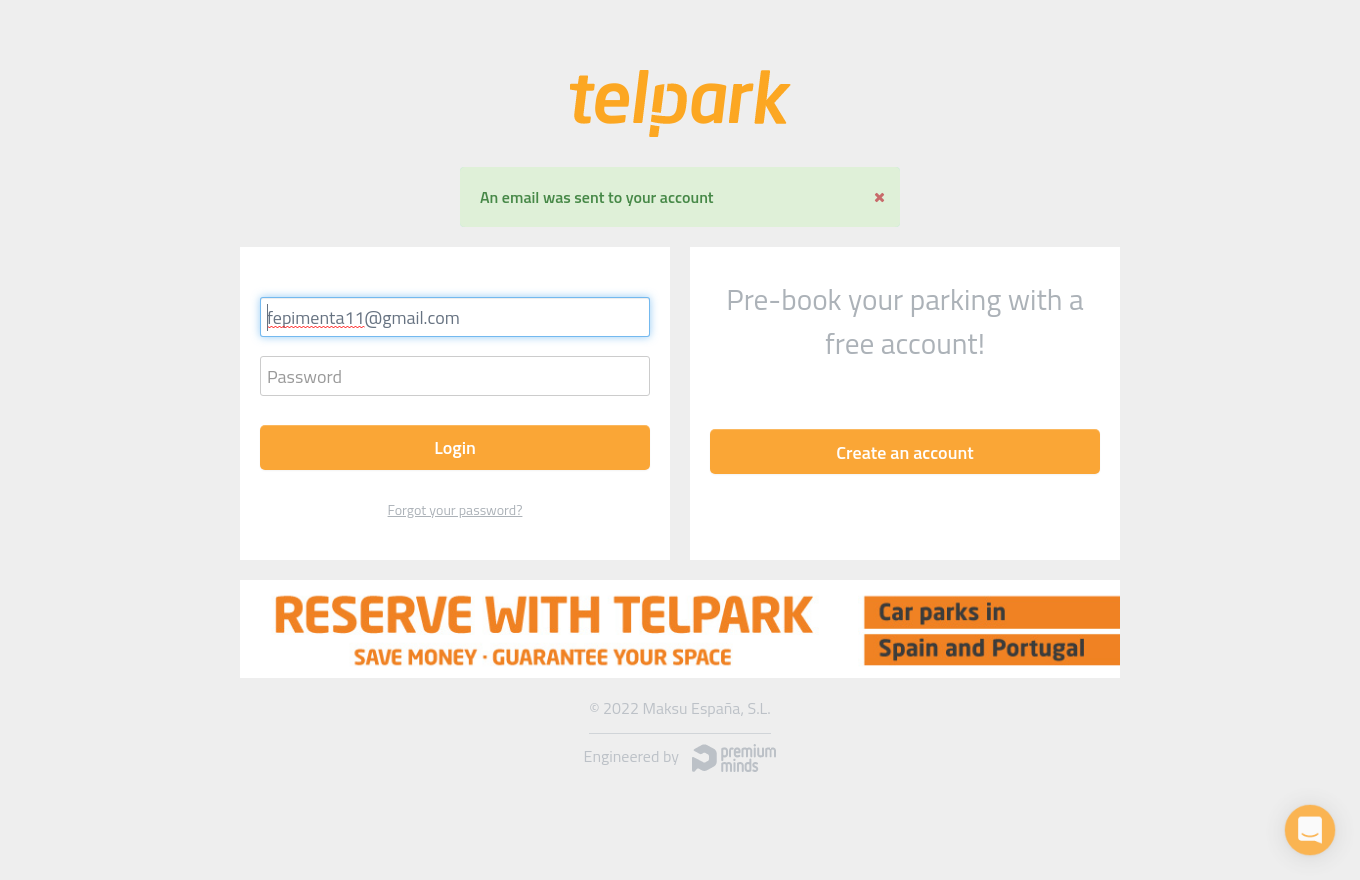 telpark
An email was sent to your account
fepimenta11@gmail.com
Password
Login
Forgot your password?
Pre-book your parking with a
free account!
Create an account
RESERVE WITH TELPARK
SAVE MONEY · GUARANTEE YOUR SPACE
Car parks in
Spain and Portugal
© 2022 Maksu España, S.L.
Engineered by
premium
minds